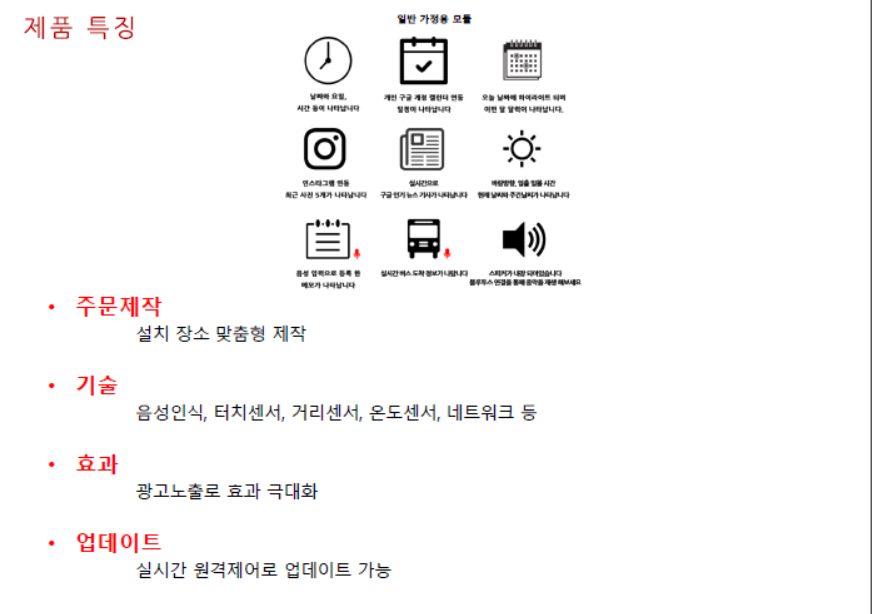 제품 특징
일반 가정용 모듈
날짜와 요일,
시간 등이 나타납니다
개인 구글 계정 캘린더 연동
일정이 나타납니다
오늘 날짜에 하이라이트 되며
이번 달 달력이 나타납니다.
인스타그램 연동
최근 사진 5개가 나타납니다
실시간으로
구글 인기 뉴스 기사가 나타납니다
바람방향, 일출 일몰 시간
현재 날씨와 주간날씨가 나타납니다
음성 입력으로 등록 한
메모가 나타납니다
실시간 버스 도착 정보가 나옵니다
스피커가 내장 되어있습니다
블루투스 연결을 통해 음악을 재생 해보세요
• 주문제작
설치 장소 맞춤형 제작
• 기술
음성인식, 터치센서, 거리센서, 온도센서, 네트워크 등
• 효과
광고노출로 효과 극대화
• 업데이트
실시간 원격제어로 업데이트 가능